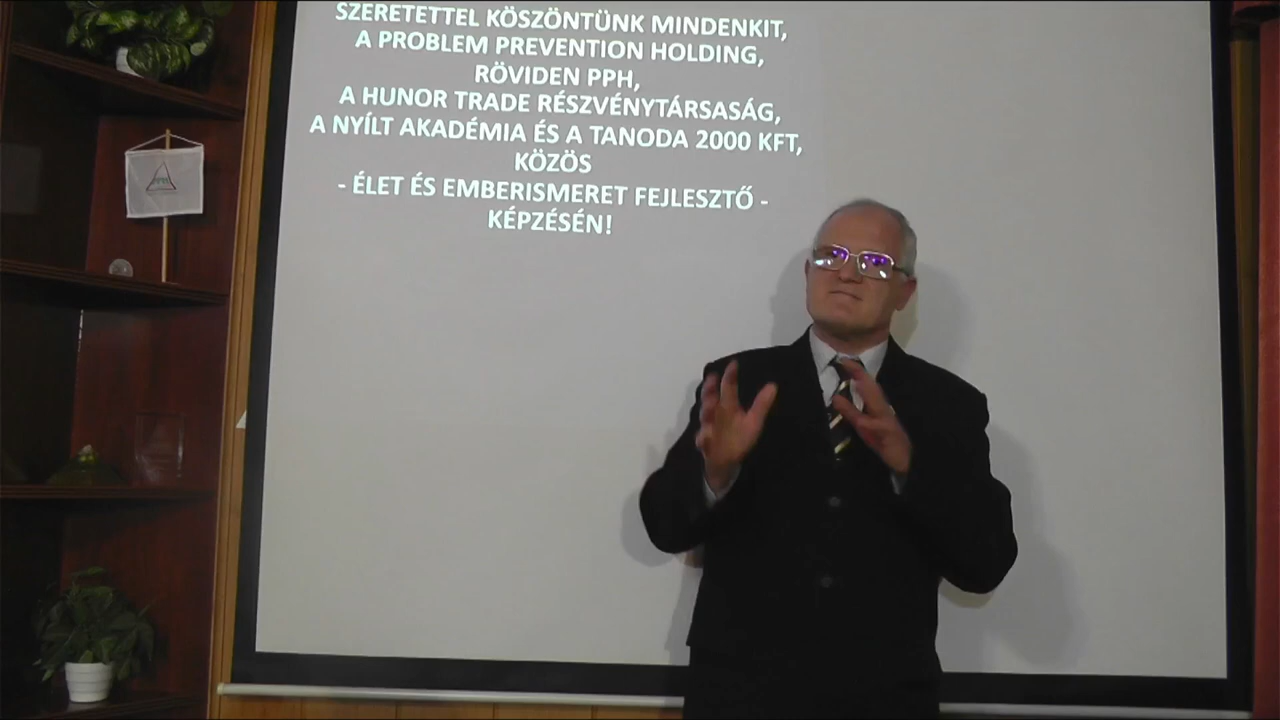 SZERETETTEL KÖSZÖNTÜNK MINDENKIT,
A PROBLEM PREVENTION HOLDING,
RÖVIDEN PPH,
A HUNOR TRADE RÉSZVÉNYTÁRSASÁG,
A NYÍLT AKADÉMIA ÉS A TANODA 2000 KFT,
KÖZÖS
- ÉLET ÉS EMBERISMERET FEJLESZTŐ -
KÉPZÉSÉN!